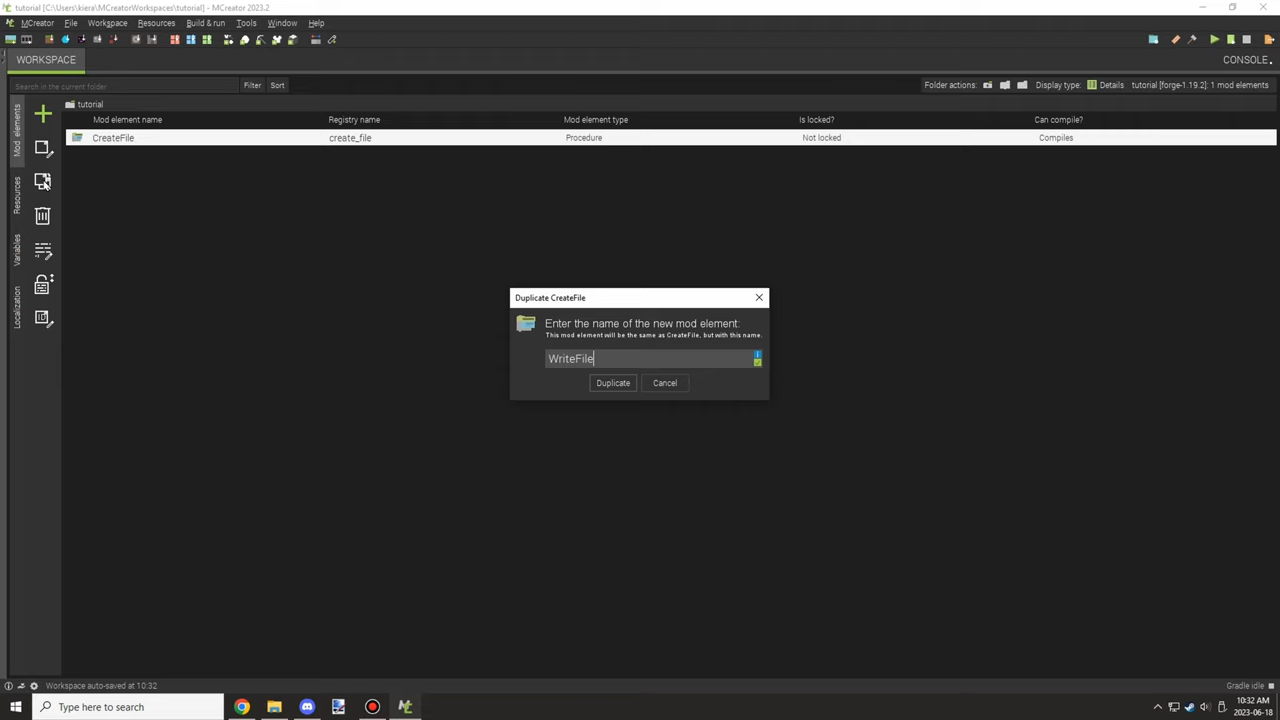 tutorial [C:\Users\kiera\MCreatorWorkspaces\tutorial] - MCreator 2023.2
MCreator File Workspace Resources Build & run Tools Window Help
WORKSPACE
CONSOLE
Search in the current folder
Filter
Sort
Folder actions:
Display type:
Details
tutorial [forge-1.19.2]: 1 mod elements
Mod elements
Resources
Variables
Localization
tutorial
Mod element name Registry name Mod element type Is locked? Can compile?
CreateFile create_file Procedure Not locked Compiles
Duplicate CreateFile
Enter the name of the new mod element:
This mod element will be the same as CreateFile, but with this name.
WriteFile
Duplicate Cancel
Workspace auto-saved at 10:32
Gradle idle
Type here to search
10:32 AM
2023-06-18